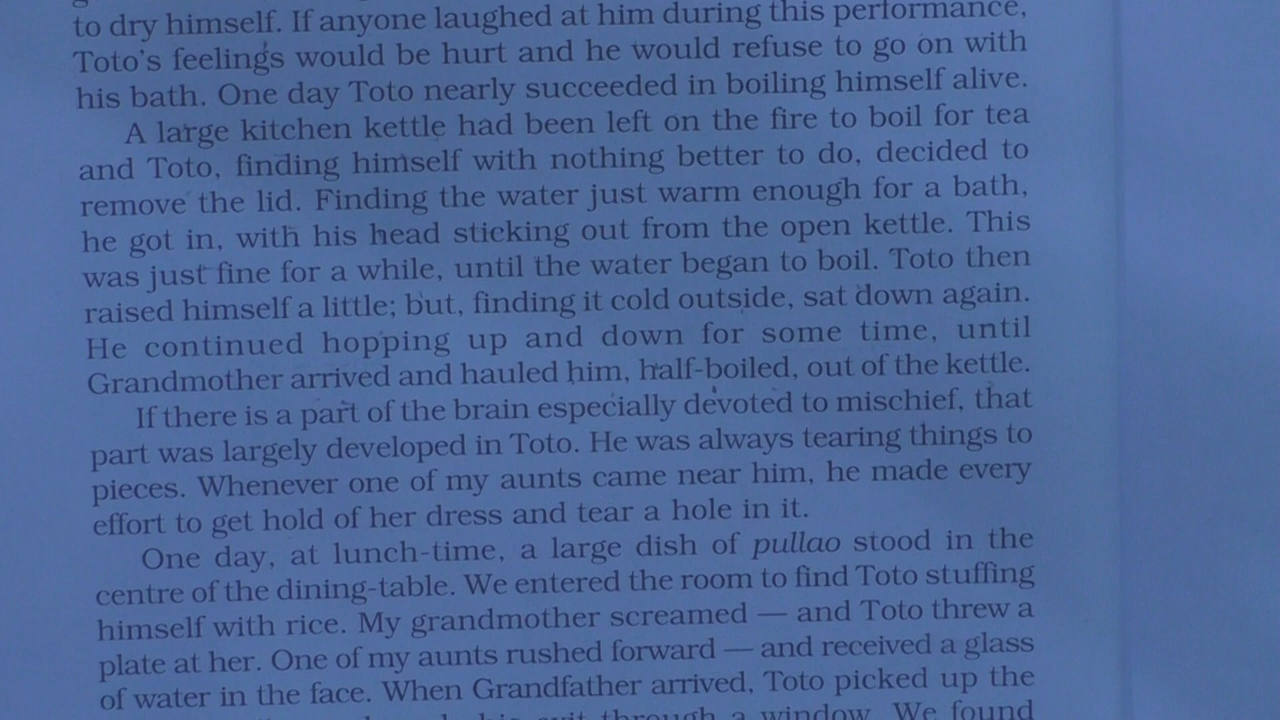 to dry himself. If anyone laughed at him during this performance,
Toto's feelings would be hurt and he would refuse to go on with
his bath. One day Toto nearly succeeded in boiling himself alive.
A large kitchen kettle had been left on the fire to boil for tea
and Toto, finding himself with nothing better to do, decided to
remove the lid. Finding the water just warm enough for a bath,
he got in, with his head sticking out from the open kettle. This
was just fine for a while, until the water began to boil. Toto then
raised himself a little; but, finding it cold outside, sat down again.
He continued hopping up and down for some time, until
Grandmother arrived and hauled him, half-boiled, out of the kettle.
If there is a part of the brain especially devoted to mischief, that
part was largely developed in Toto. He was always tearing things to
pieces. Whenever one of my aunts came near him, he made every
effort to get hold of her dress and tear a hole in it.
One day, at lunch-time, a large dish of pullao stood in the
centre of the dining-table. We entered the room to find Toto stuffing
himself with rice. My grandmother screamed — and Toto threw a
plate at her. One of my aunts rushed forward — and received a glass
of water in the face. When Grandfather arrived, Toto picked up the
exit through a window. We found